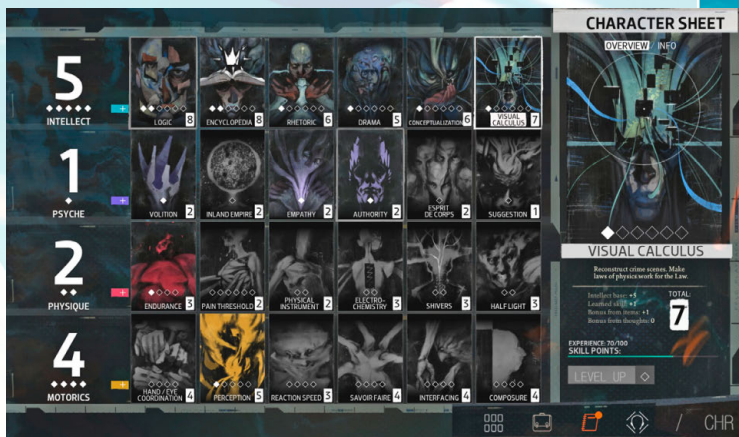 CHARACTER SHEET
OVERVIEW INFO
5
INTELLECT
LOGIC 8
ENCYCLOPEDIA 8
RHETORIC 6
DRAMA 5
CONCEPTUALIZATION 6
VISUAL
CALCULUS 7
1
PSYCHE
VOLITION 2
INLAND EMPIRE 2
EMPATHY 2
AUTHORITY 2
ESPRIT
DE CORPS 2
SUGGESTION 1
2
PHYSIQUE
ENDURANCE 3
PAIN THRESHOLD 2
PHYSICAL
INSTRUMENT 2
ELECTRO-
CHEMISTRY 3
SHIVERS 3
HALF LIGHT 3
4
MOTORICS
HAND/EYE
COORDINATION 4
PERCEPTION 5
REACTION SPEED 3
SAVOIR FAIRE 4
INTERFACING 4
COMPOSURE 4
VISUAL CALCULUS
Reconstruct crime scenes. Make
laws of physics work for the Law.
Intellect base: +5
Learned skill: +1
Bonus from items: +1
Bonus from thoughts: 0
TOTAL:
7
EXPERIENCE: 70/100
SKILL POINTS:
LEVEL UP
/ CHR